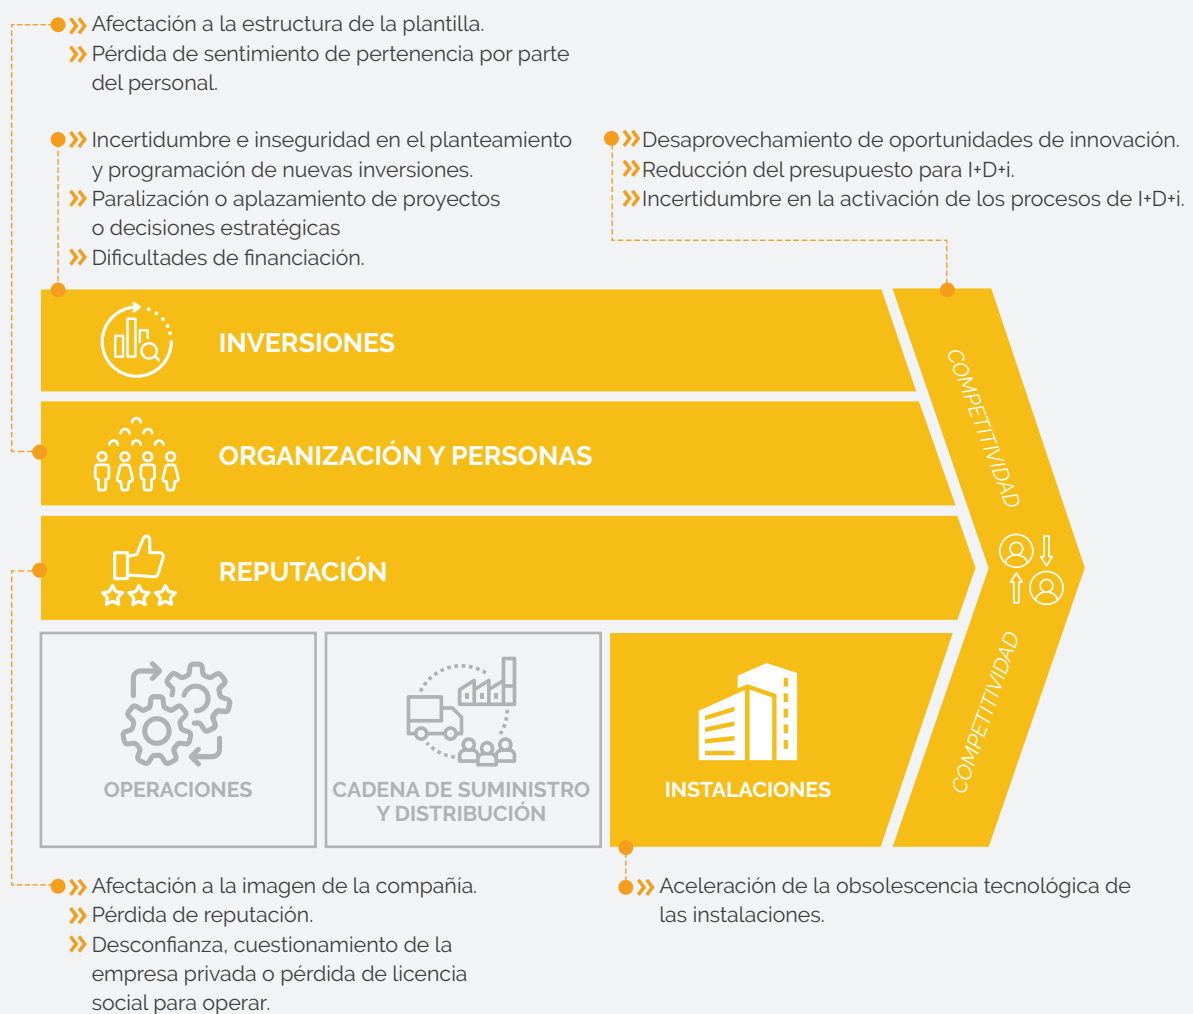 Afectación a la estructura de la plantilla.
Pérdida de sentimiento de pertenencia por parte
del personal.
Incertidumbre e inseguridad en el planteamiento
y programación de nuevas inversiones.
Paralización o aplazamiento de proyectos
o decisiones estratégicas
Dificultades de financiación.
Desaprovechamiento de oportunidades de innovación.
Reducción del presupuesto para I+D+i.
Incertidumbre en la activación de los procesos de I+D+i.
INVERSIONES
ORGANIZACIÓN Y PERSONAS
REPUTACIÓN
COMPETITIVIDAD
COMPETITIVIDAD
OPERACIONES
CADENA DE SUMINISTRO
Y DISTRIBUCIÓN
INSTALACIONES
Afectación a la imagen de la compañía.
Pérdida de reputación.
Desconfianza, cuestionamiento de la
empresa privada o pérdida de licencia
social para operar.
Aceleración de la obsolescencia tecnológica de
las instalaciones.